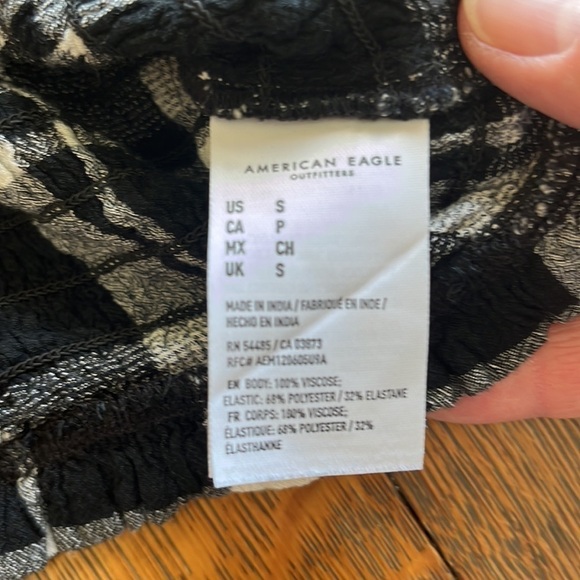 AMERICAN EAGLE
OUTFITTERS
US S
CA P
MX CH
UK S
MADE IN INDIA / FABRIQUÉ EN INDE /
HECHO EN INDIA
RN 54485 / CA 03873
RFC# AEM120605U9A
EN BODY: 100% VISCOSE;
ELASTIC: 68% POLYESTER / 32% ELASTANE
FR CORPS: 100% VISCOSE;
ÉLASTIQUE: 68% POLYESTER / 32%
ÉLASTHANNE